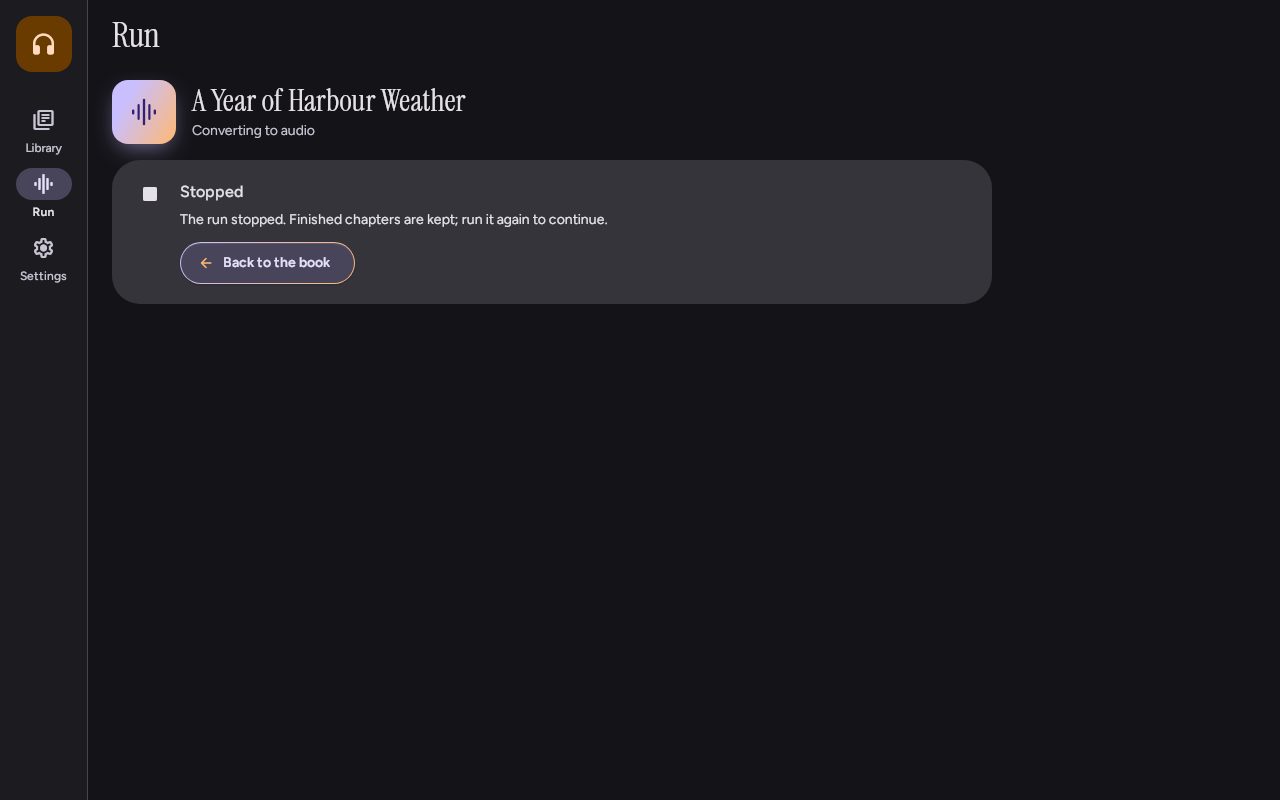 Run
A Year of Harbour Weather
Converting to audio
Library
Run
Settings
Stopped
The run stopped. Finished chapters are kept; run it again to continue.
Back to the book